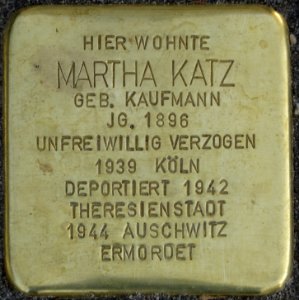 HIER WOHNTE
MARTHA KATZ
GEB. KAUFMANN
JG. 1896
UNFREIWILLIG VERZOGEN
1939 KÖLN
DEPORTIERT 1942
THERESIENSTADT
1944 AUSCHWITZ
ERMORDET